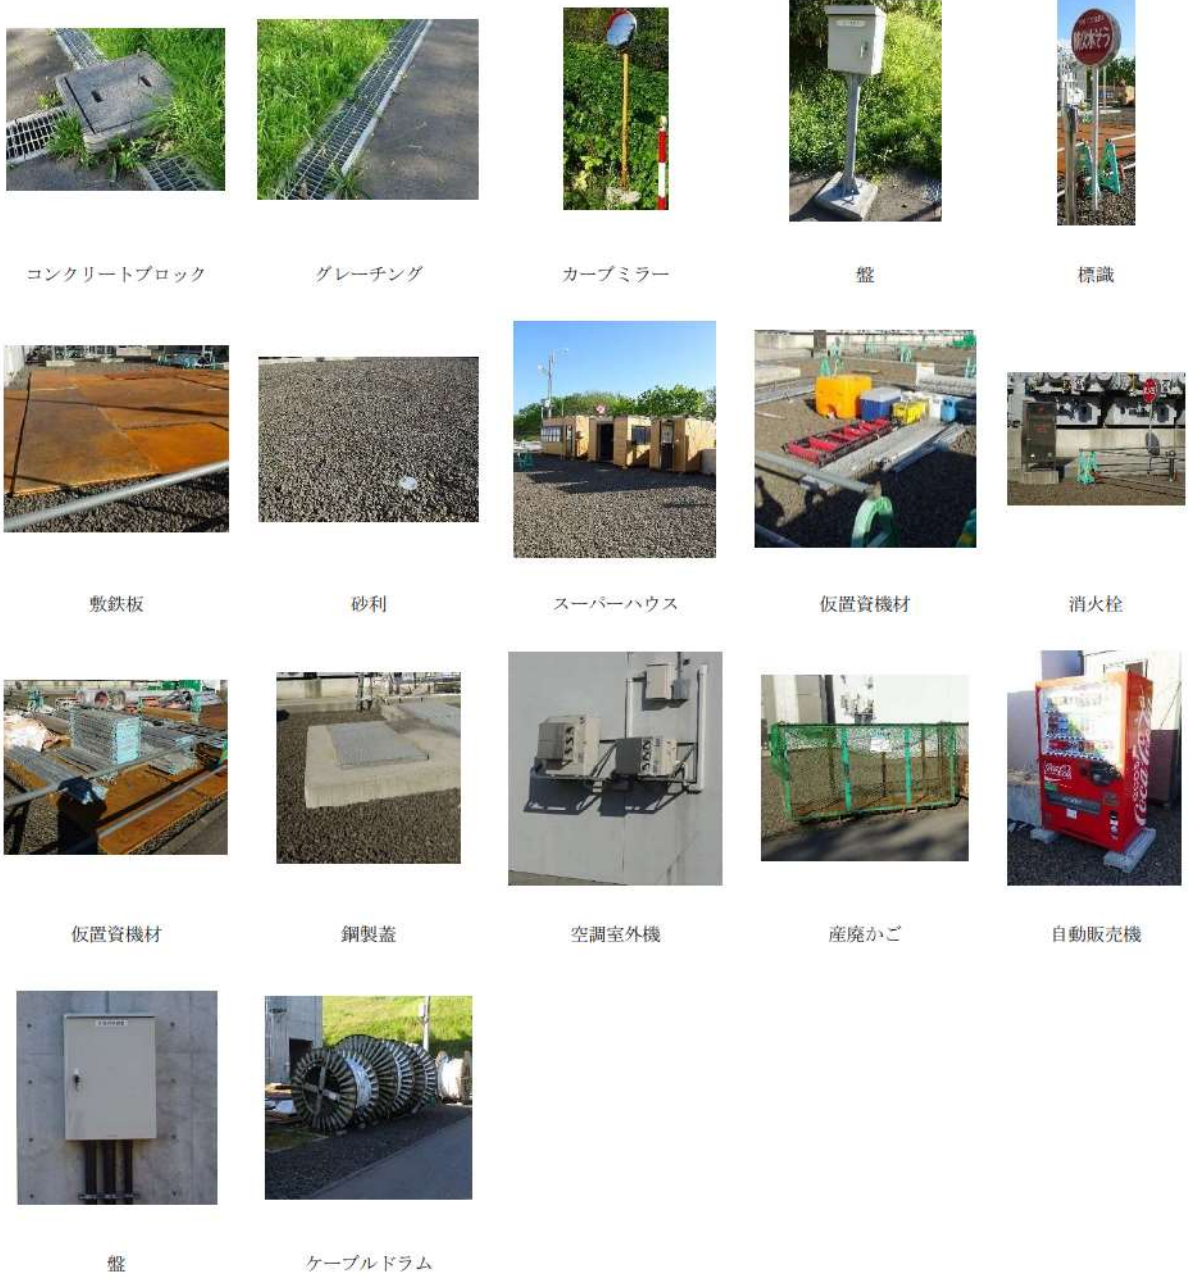 コンクリートブロック
グレーチング
カーブミラー
盤
標識
敷鉄板
砂利
スーパーハウス
仮置資機材
消火栓
仮置資機材
鋼製蓋
空調室外機
産廃かご
自動販売機
Coca-Cola
盤
ケーブルドラム